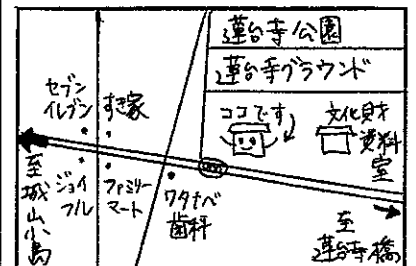 蓮台寺公園
蓮台寺グラウンド
ココです
文化財
資料
室
セブン
イレブン
すき家
ジョイ
フル
ファミリー
マート
ワタナベ
歯科
至城山小島
至
蓮台寺橋